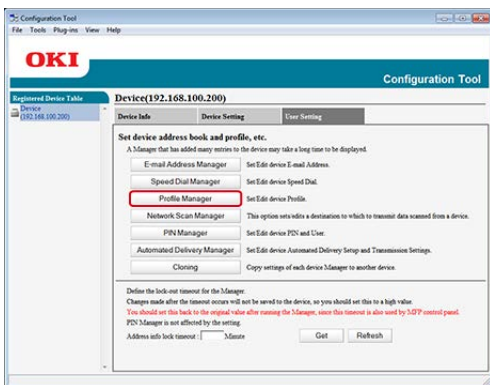 Configuration Tool
File Tools Plug-ins View Help
OKI
Configuration Tool
Registered Device Table
Device
(192.168.100.200)
Device(192.168.100.200)
Device Info Device Setting User Setting
Set device address book and profile, etc.
A Manager that has added many entries to the device may take a long time to be displayed.
E-mail Address Manager Set/Edit device E-mail Address.
Speed Dial Manager Set/Edit device Speed Dial.
Profile Manager Set/Edit device Profile.
Network Scan Manager This option sets/edits a destination to which to transmit data scanned from a device.
PIN Manager Set/Edit device PIN and User.
Automated Delivery Manager Set/Edit device Automated Delivery Setup and Transmission Settings.
Cloning Copy settings of each device Manager to another device.
Define the lock-out timeout for the Manager.
Changes made after the timeout occurs will not be saved to the device, so you should set this to a high value.
You should set this back to the original value after running the Manager, since this timeout is also used by MFP control panel.
PIN Manager is not affected by the setting.
Address info lock timeout : Minute Get Refresh